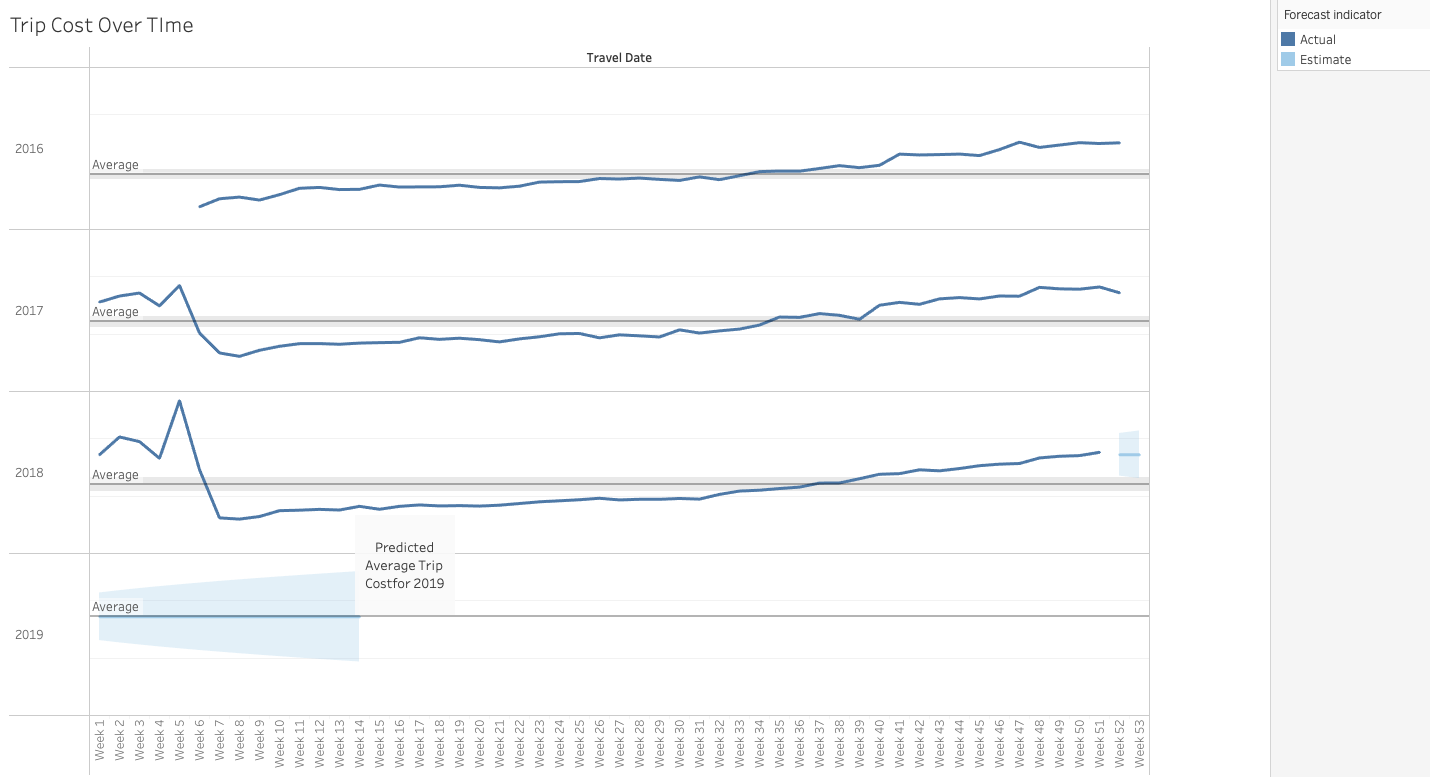 Trip Cost Over TIme
Forecast indicator
Actual
Estimate
Travel Date
2016
Average
2017
Average
2018
Average
Predicted
Average Trip
Costfor 2019
2019
Average
Week 1
Week 2
Week 3
Week 4
Week 5
Week 6
Week 7
Week 8
Week 9
Week 10
Week 11
Week 12
Week 13
Week 14
Week 15
Week 16
Week 17
Week 18
Week 19
Week 20
Week 21
Week 22
Week 23
Week 24
Week 25
Week 26
Week 27
Week 28
Week 29
Week 30
Week 31
Week 32
Week 33
Week 34
Week 35
Week 36
Week 37
Week 38
Week 39
Week 40
Week 41
Week 42
Week 43
Week 44
Week 45
Week 46
Week 47
Week 48
Week 49
Week 50
Week 51
Week 52
Week 53